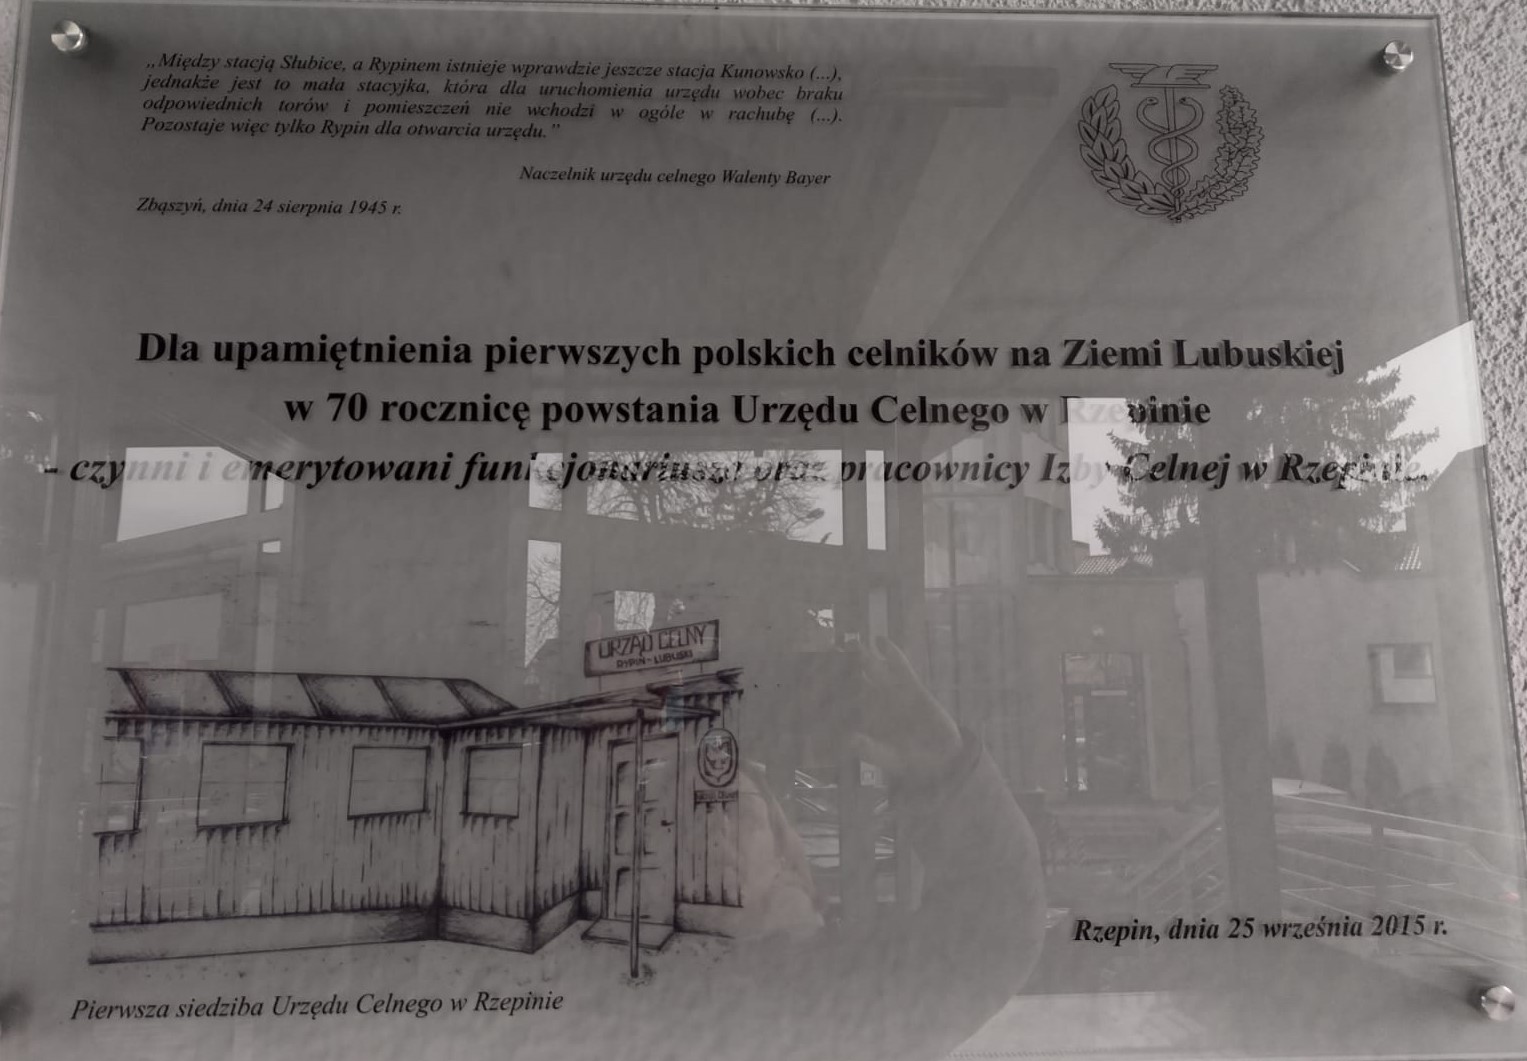 „Między stacją Słubice, a Rypinem istnieje wprawdzie jeszcze stacja Kunowsko (...),
jednakże jest to mała stacyjka, która dla uruchomienia urzędu wobec braku
odpowiednich torów i pomieszczeń nie wchodzi w ogóle w rachubę (...).
Pozostaje więc tylko Rypin dla otwarcia urzędu.”
Naczelnik urzędu celnego Walenty Bayer
Zbąszyń, dnia 24 sierpnia 1945 r.
Dla upamiętnienia pierwszych polskich celników na Ziemi Lubuskiej
w 70 rocznicę powstania Urzędu Celnego w Rzepinie
- czynni i emerytowani funkcjonariusze oraz pracownicy Izby Celnej w Rzepinie.
URZĄD CELNY
RYPIN - LUBUSKI
Rzepin, dnia 25 września 2015 r.
Pierwsza siedziba Urzędu Celnego w Rzepinie